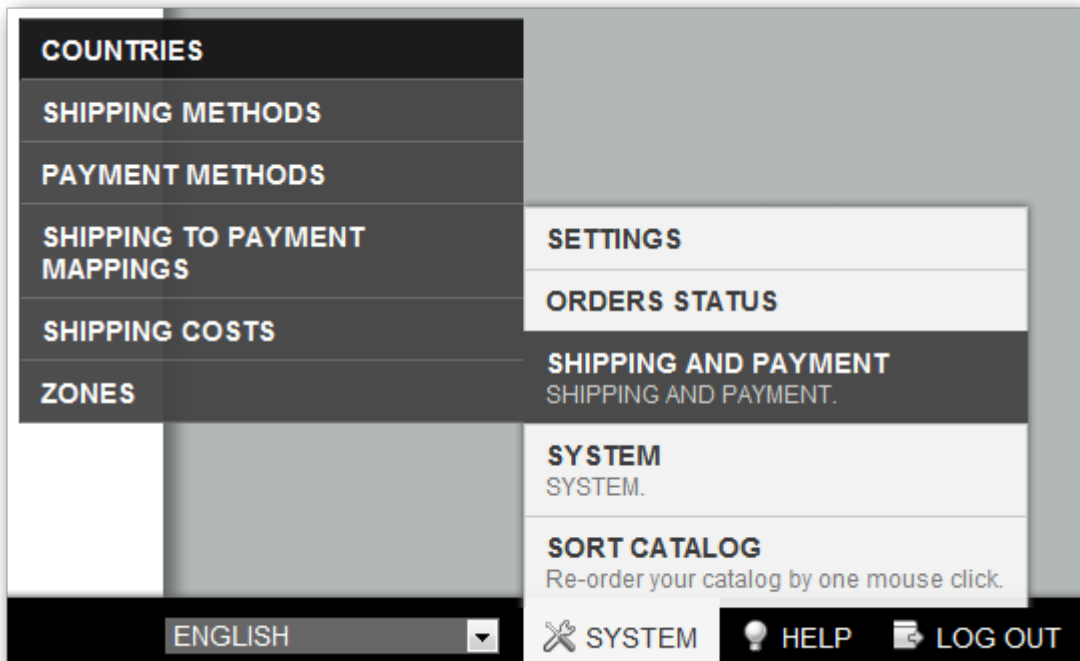 COUNTRIES
SHIPPING METHODS
PAYMENT METHODS
SHIPPING TO PAYMENT
MAPPINGS
SHIPPING COSTS
ZONES
SETTINGS
ORDERS STATUS
SHIPPING AND PAYMENT
SHIPPING AND PAYMENT.
SYSTEM
SYSTEM.
SORT CATALOG
Re-order your catalog by one mouse click.
ENGLISH SYSTEM HELP LOG OUT